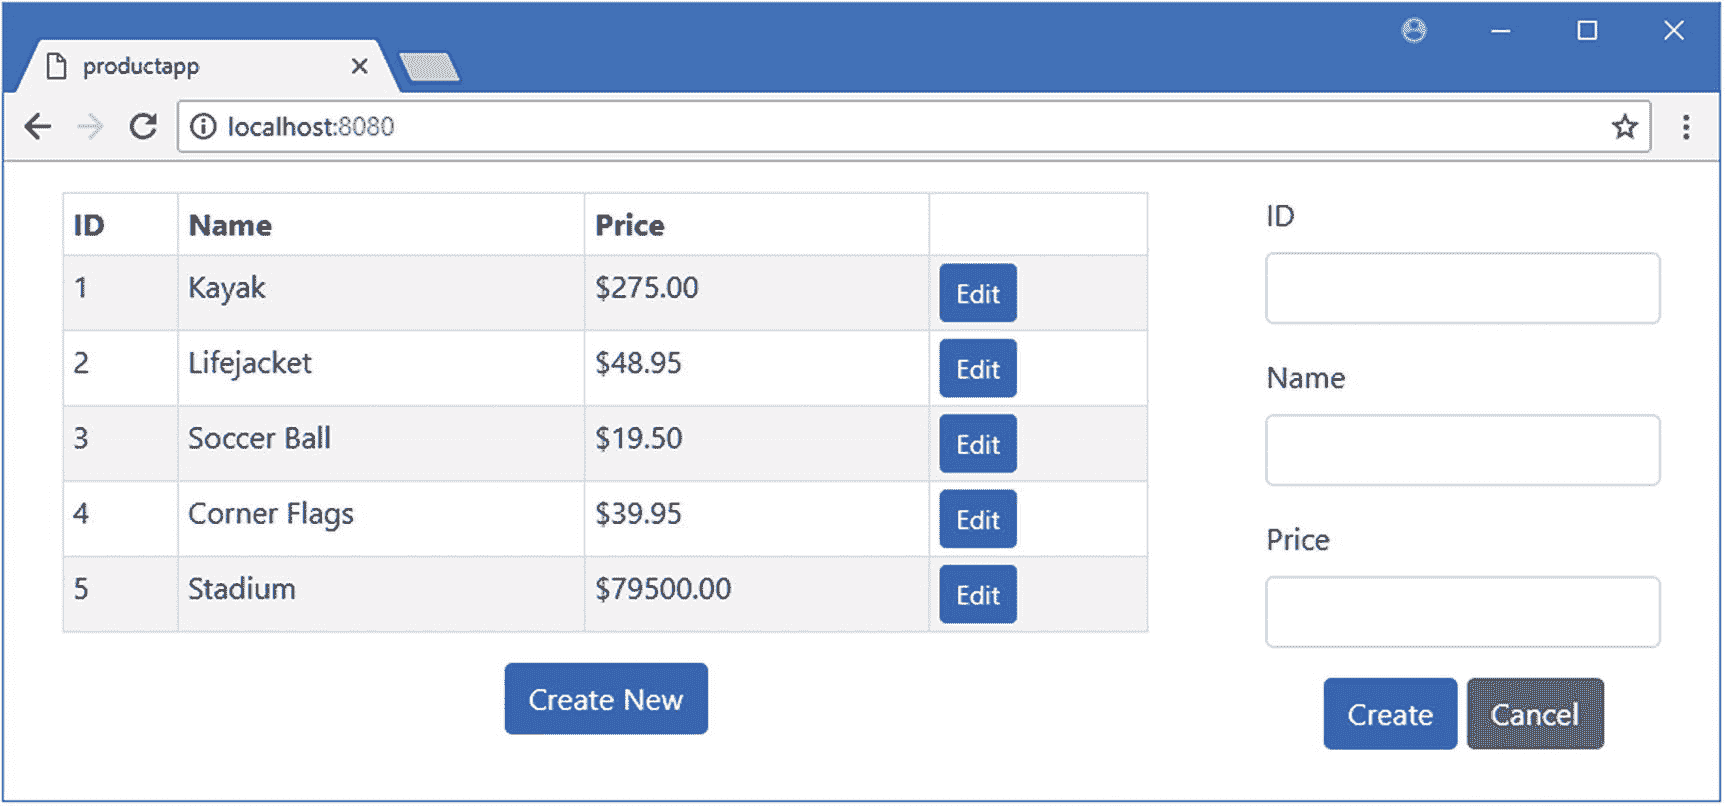 productapp
localhost:8080
ID Name Price
1 Kayak $275.00 Edit
2 Lifejacket $48.95 Edit
3 Soccer Ball $19.50 Edit
4 Corner Flags $39.95 Edit
5 Stadium $79500.00 Edit
Create New
ID
Name
Price
Create Cancel